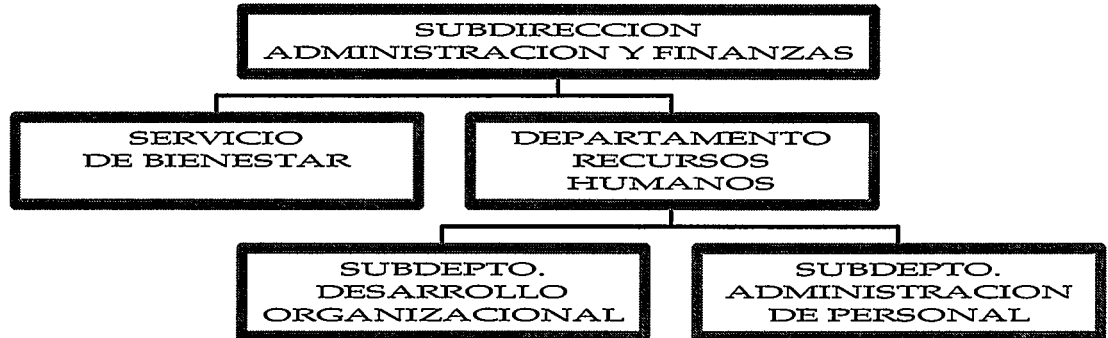 SUBDIRECCION
ADMINISTRACION Y FINANZAS
SERVICIO
DE BIENESTAR
DEPARTAMENTO
RECURSOS
HUMANOS
SUBDEPTO.
DESARROLLO
ORGANIZACIONAL
SUBDEPTO.
ADMINISTRACION
DE PERSONAL